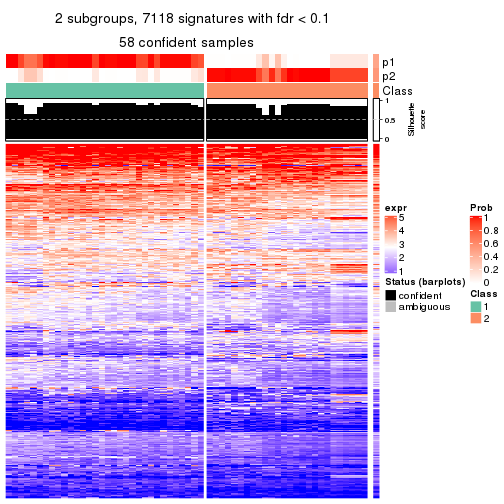 2 subgroups, 7118 signatures with fdr < 0.1
58 confident samples
p1
p2
Class
1
0.5
0
Silhouette
score
expr
5
4
3
2
1
Status (barplots)
confident
ambiguous
Prob
1
0.8
0.6
0.4
0.2
0
Class
1
2